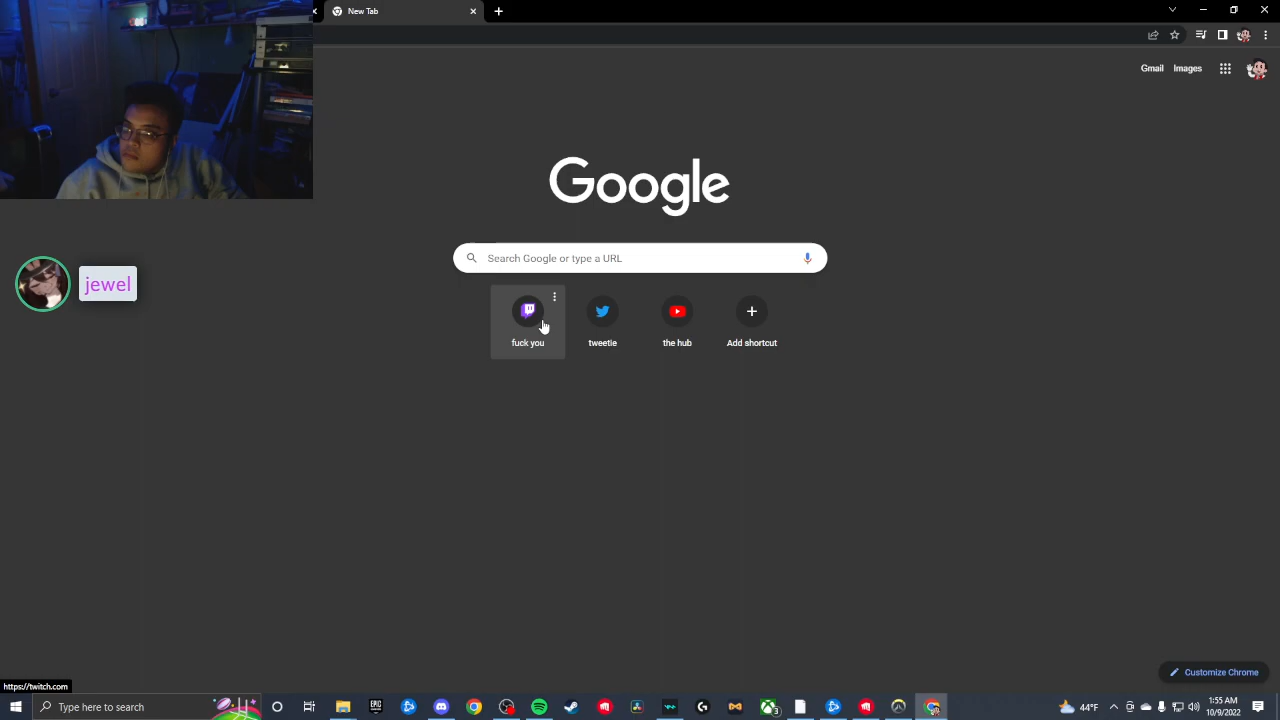 New Tab
Gmail Images
Google
Search Google or type a URL
jewel
fuck you tweetie the hub Add shortcut
Customize Chrome
https://twitch.com
Type here to search
44°F
1:55 AM
10/9/2022